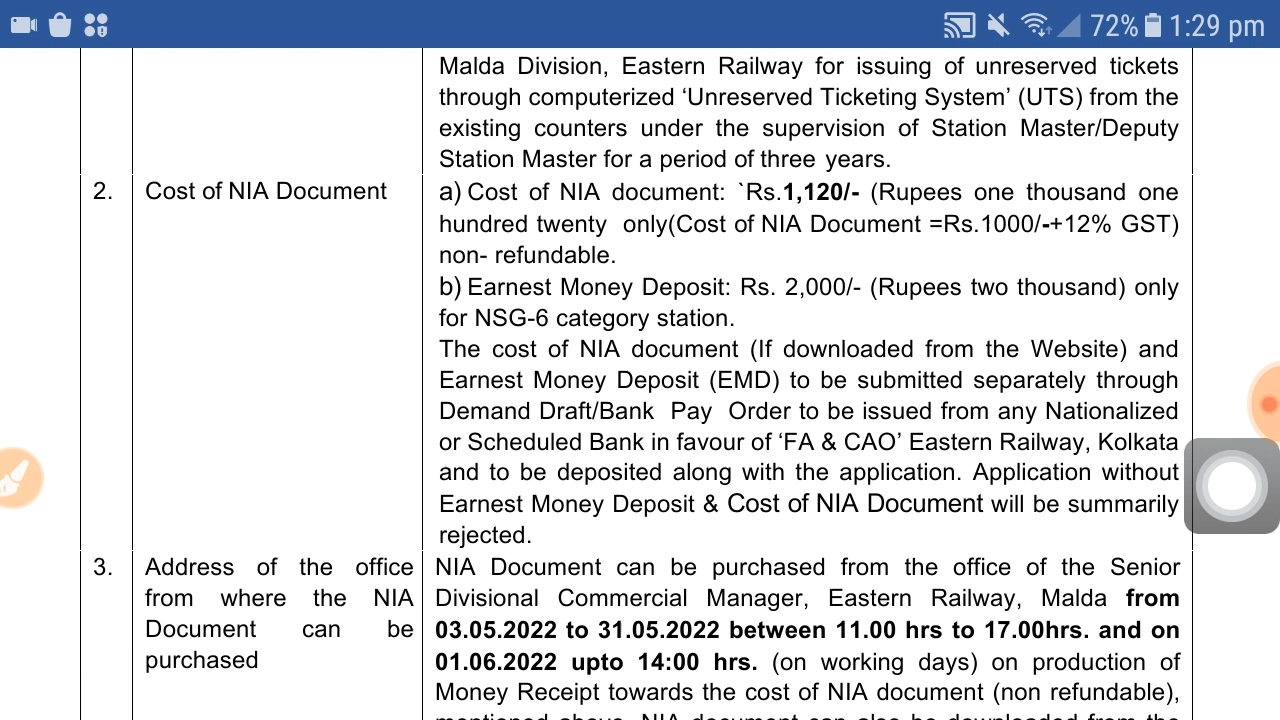 72% 1:29 pm
Malda Division, Eastern Railway for issuing of unreserved tickets
through computerized ‘Unreserved Ticketing System’ (UTS) from the
existing counters under the supervision of Station Master/Deputy
Station Master for a period of three years.
2. Cost of NIA Document
a) Cost of NIA document: `Rs.1,120/- (Rupees one thousand one
hundred twenty only(Cost of NIA Document =Rs.1000/-+12% GST)
non- refundable.
b) Earnest Money Deposit: Rs. 2,000/- (Rupees two thousand) only
for NSG-6 category station.
The cost of NIA document (If downloaded from the Website) and
Earnest Money Deposit (EMD) to be submitted separately through
Demand Draft/Bank Pay Order to be issued from any Nationalized
or Scheduled Bank in favour of ‘FA & CAO’ Eastern Railway, Kolkata
and to be deposited along with the application. Application without
Earnest Money Deposit & Cost of NIA Document will be summarily
rejected.
3. Address of the office
from where the NIA
Document can be
purchased
NIA Document can be purchased from the office of the Senior
Divisional Commercial Manager, Eastern Railway, Malda from
03.05.2022 to 31.05.2022 between 11.00 hrs to 17.00hrs. and on
01.06.2022 upto 14:00 hrs. (on working days) on production of
Money Receipt towards the cost of NIA document (non refundable),
mentioned above. NIA document can also be downloaded from the